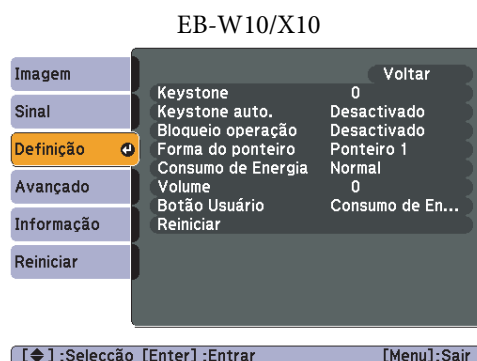 EB-W10/X10
Imagem
Sinal
Definição
Avançado
Informação
Reiniciar
Voltar
Keystone 0
Keystone auto. Desactivado
Bloqueio operação Desactivado
Forma do ponteiro Ponteiro 1
Consumo de Energia Normal
Volume 0
Botão Usuário Consumo de En...
Reiniciar
[◆] :Selecção [Enter] :Entrar [Menu]:Sair